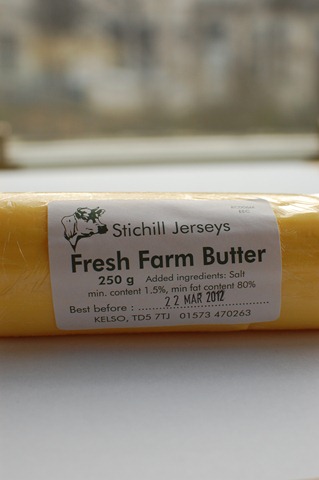 Stichill Jerseys
Fresh Farm Butter
250 g Added ingredients: Salt
min. content 1.5%, min fat content 80%
Best before : 22 MAR 2012
KELSO, TD5 7TJ 01573 470263